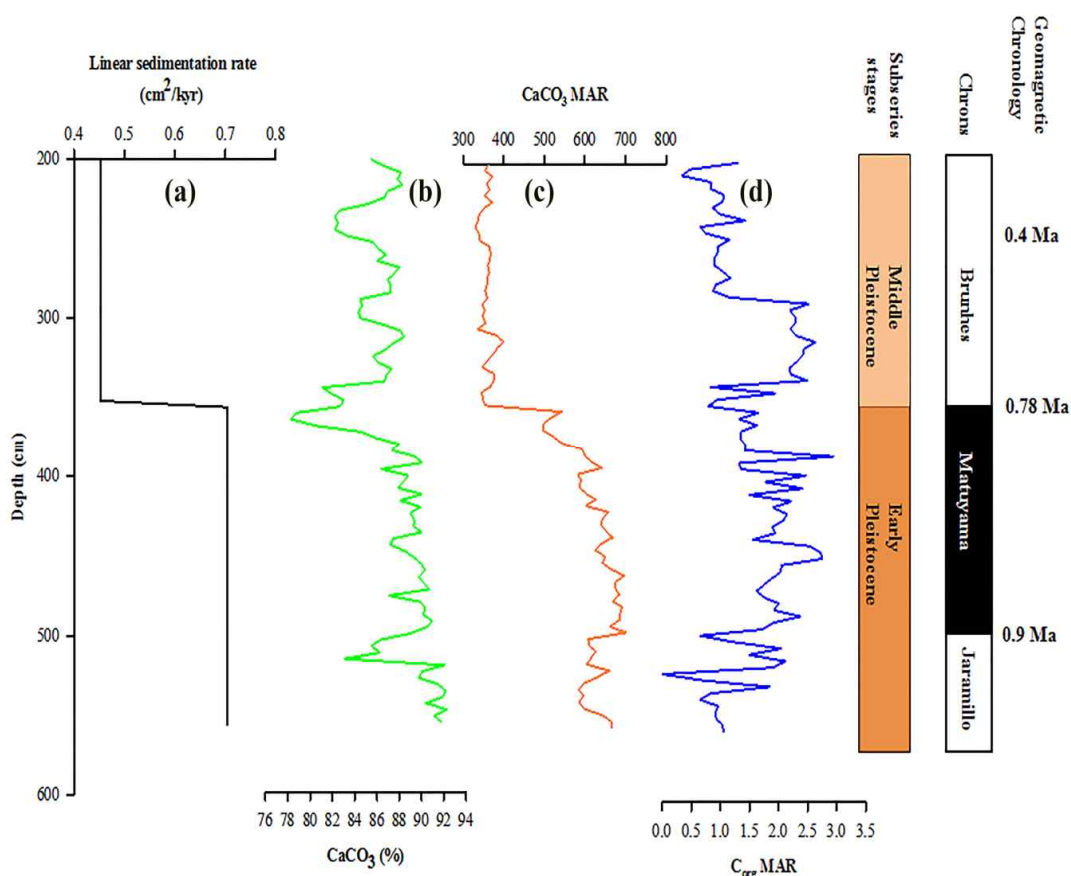 Linear sedimentation rate
(cm²/kyr)
0.4 0.5 0.6 0.7 0.8
CaCO₃ MAR
300 400 500 600 700 800
Subseries
stages
Chrons
Geomagnetic
Chronology
Depth (cm)
200
300
400
500
600
(a)
(b)
(c)
(d)
Middle
Pleistocene
Early
Pleistocene
Brunhes
Matuyama
Jaramillo
0.4 Ma
0.78 Ma
0.9 Ma
76 78 80 82 84 86 88 90 92 94
CaCO₃ (%)
0.0 0.5 1.0 1.5 2.0 2.5 3.0 3.5
Cₒᵣg MAR